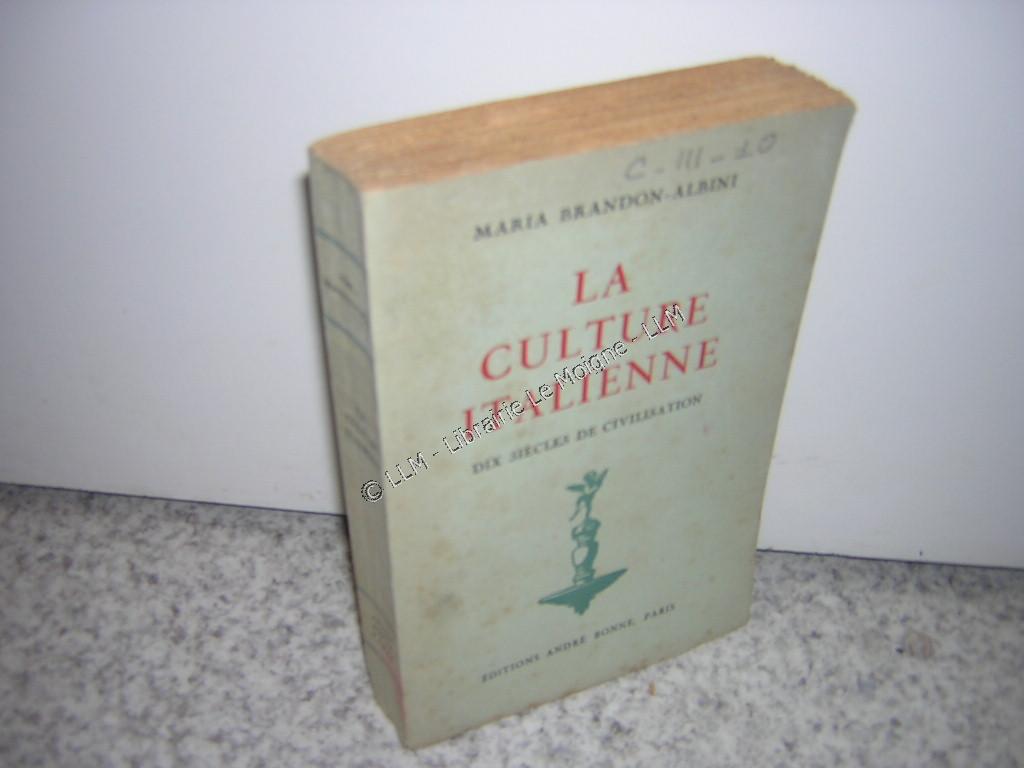 C-III-10
MARIA BRANDON-ALBINI
LA
CULTURE
ITALIENNE
DIX SIÈCLES DE CIVILISATION
ÉDITIONS ANDRÉ BONNE, PARIS
© LLM - Librairie Le Moigne - LLM